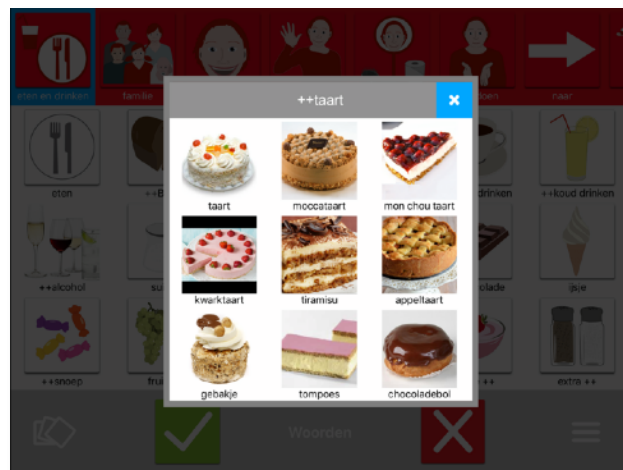 eten en drinken familie doen naar
++taart
eten ++koud drinken
taart moccataart mon chou taart
drinken
++alcohol ijsje
kwarktaart tiramisu appeltaart
++snoep extra ++
gebakje tompoes chocoladebol
Woorden